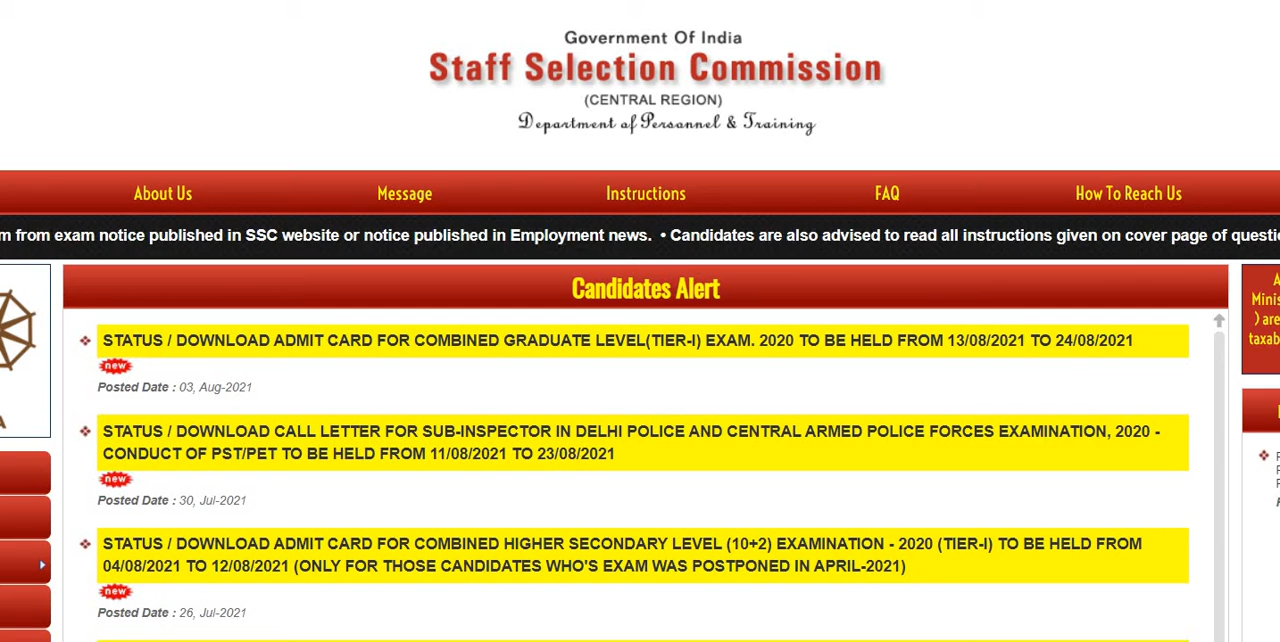 Government Of India
Staff Selection Commission
(CENTRAL REGION)
Department of Personnel & Training
About Us Message Instructions FAQ How To Reach Us
from exam notice published in SSC website or notice published in Employment news. • Candidates are also advised to read all instructions given on cover page of
Candidates Alert
STATUS / DOWNLOAD ADMIT CARD FOR COMBINED GRADUATE LEVEL(TIER-I) EXAM. 2020 TO BE HELD FROM 13/08/2021 TO 24/08/2021
new
Posted Date : 03, Aug-2021
STATUS / DOWNLOAD CALL LETTER FOR SUB-INSPECTOR IN DELHI POLICE AND CENTRAL ARMED POLICE FORCES EXAMINATION, 2020 -
CONDUCT OF PST/PET TO BE HELD FROM 11/08/2021 TO 23/08/2021
new
Posted Date : 30, Jul-2021
STATUS / DOWNLOAD ADMIT CARD FOR COMBINED HIGHER SECONDARY LEVEL (10+2) EXAMINATION - 2020 (TIER-I) TO BE HELD FROM
04/08/2021 TO 12/08/2021 (ONLY FOR THOSE CANDIDATES WHO'S EXAM WAS POSTPONED IN APRIL-2021)
new
Posted Date : 26, Jul-2021
) are